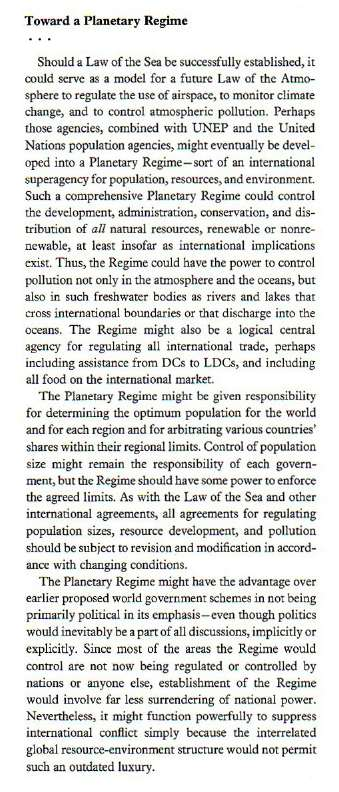 Toward a Planetary Regime
. . .
Should a Law of the Sea be successfully established, it
could serve as a model for a future Law of the Atmo-
sphere to regulate the use of airspace, to monitor climate
change, and to control atmospheric pollution. Perhaps
those agencies, combined with UNEP and the United
Nations population agencies, might eventually be devel-
oped into a Planetary Regime—sort of an international
superagency for population, resources, and environment.
Such a comprehensive Planetary Regime could control
the development, administration, conservation, and dis-
tribution of all natural resources, renewable or nonre-
newable, at least insofar as international implications
exist. Thus, the Regime could have the power to control
pollution not only in the atmosphere and the oceans, but
also in such freshwater bodies as rivers and lakes that
cross international boundaries or that discharge into the
oceans. The Regime might also be a logical central
agency for regulating all international trade, perhaps
including assistance from DCs to LDCs, and including
all food on the international market.
The Planetary Regime might be given responsibility
for determining the optimum population for the world
and for each region and for arbitrating various countries'
shares within their regional limits. Control of population
size might remain the responsibility of each govern-
ment, but the Regime should have some power to enforce
the agreed limits. As with the Law of the Sea and other
international agreements, all agreements for regulating
population sizes, resource development, and pollution
should be subject to revision and modification in accord-
ance with changing conditions.
The Planetary Regime might have the advantage over
earlier proposed world government schemes in not being
primarily political in its emphasis—even though politics
would inevitably be a part of all discussions, implicitly or
explicitly. Since most of the areas the Regime would
control are not now being regulated or controlled by
nations or anyone else, establishment of the Regime
would involve far less surrendering of national power.
Nevertheless, it might function powerfully to suppress
international conflict simply because the interrelated
global resource-environment structure would not permit
such an outdated luxury.